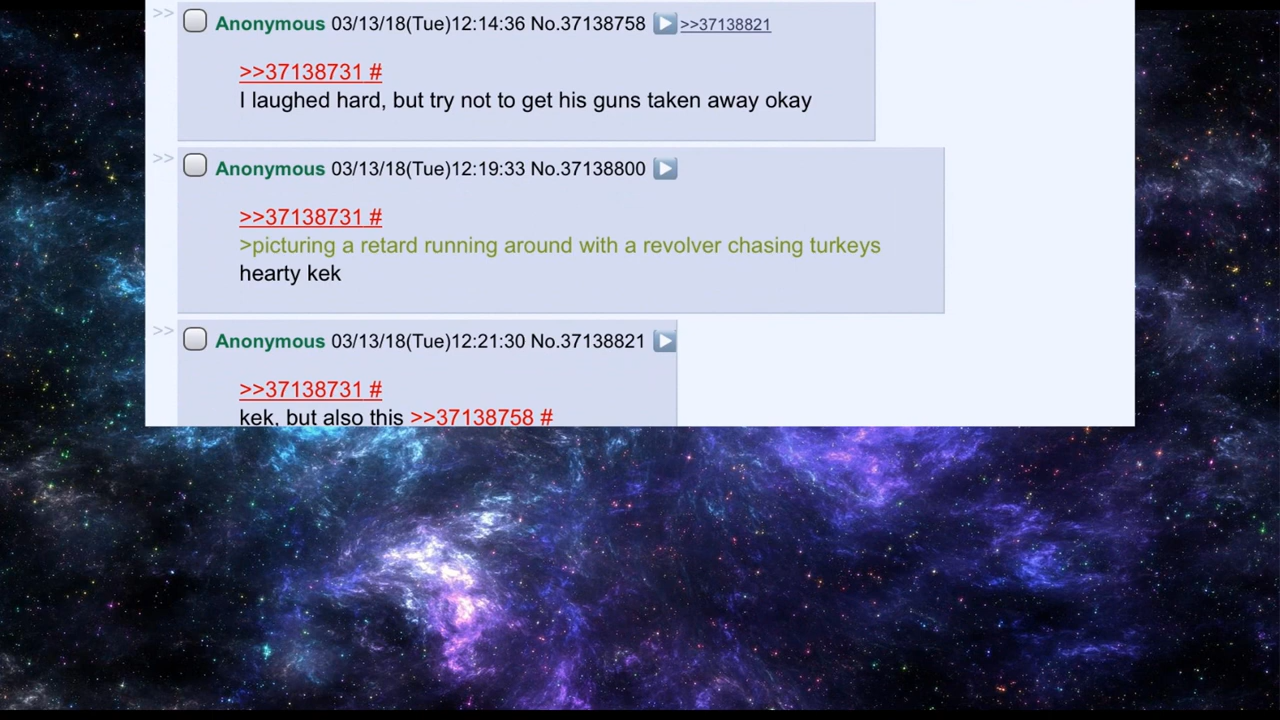 >> Anonymous 03/13/18(Tue)12:14:36 No.37138758 >>37138821
>>37138731 #
I laughed hard, but try not to get his guns taken away okay
>> Anonymous 03/13/18(Tue)12:19:33 No.37138800
>>37138731 #
>picturing a retard running around with a revolver chasing turkeys
hearty kek
>> Anonymous 03/13/18(Tue)12:21:30 No.37138821
>>37138731 #
kek, but also this >>37138758 #